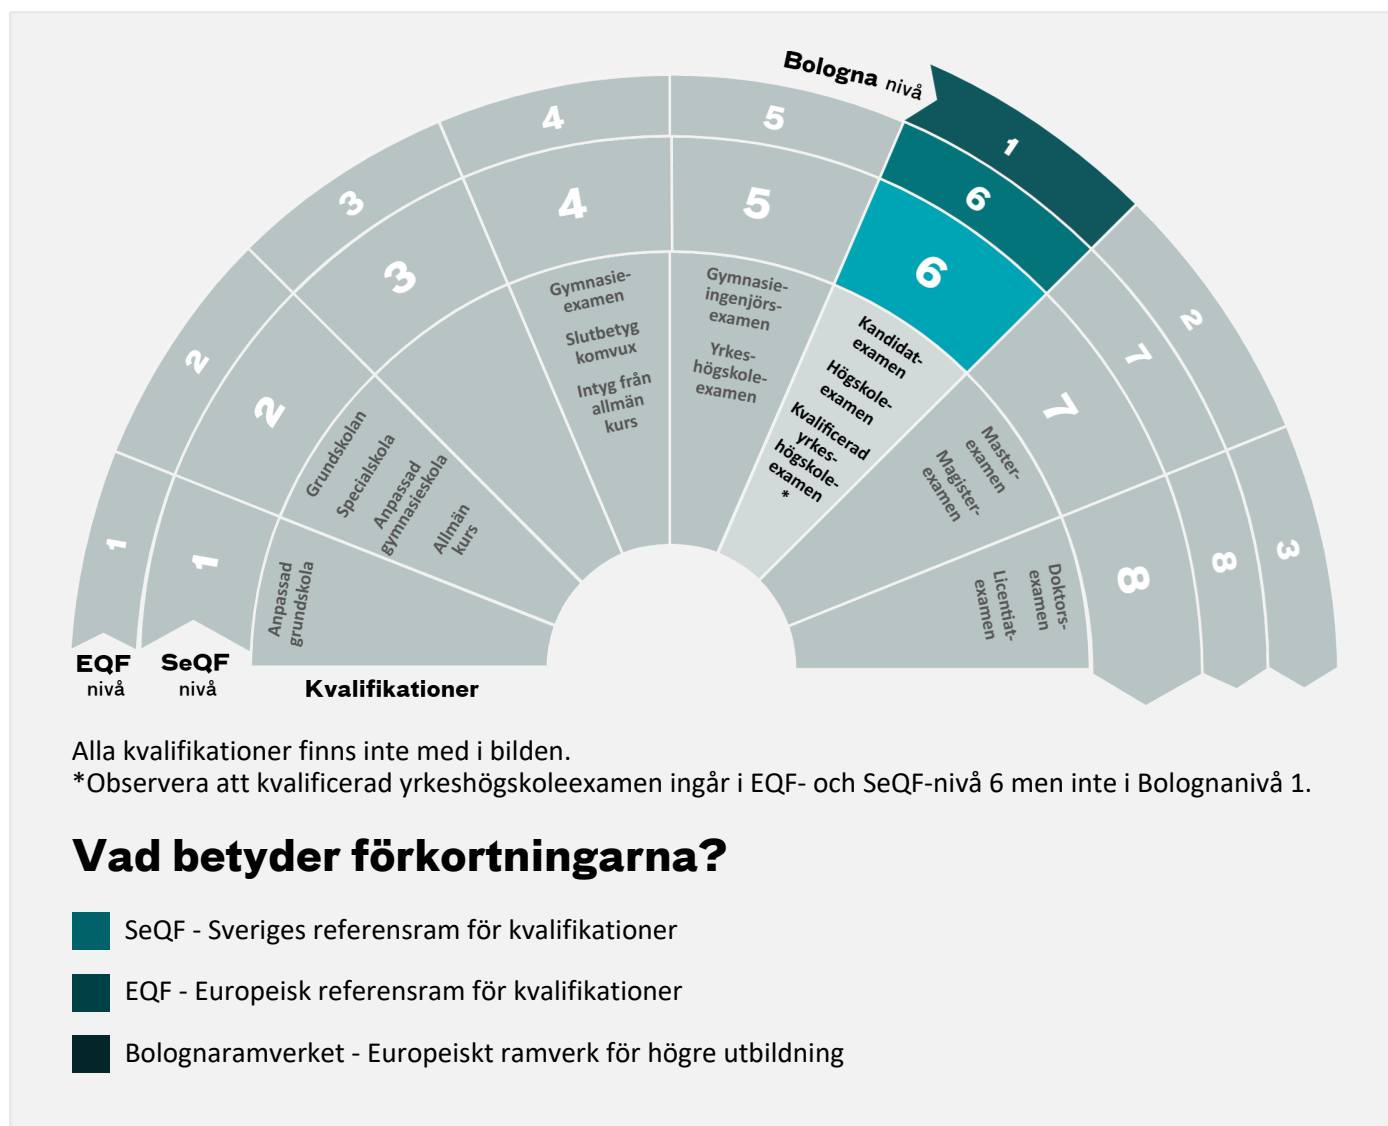 Bologna nivå
1
2
3
1
2
3
4
5
6
7
8
1
2
3
4
5
6
7
8
Anpassad
grundskola
Grundskolan
Specialskola
Anpassad
gymnasieskola
Allmän
kurs
Gymnasie-
examen
Slutbetyg
komvux
Intyg från
allmän
kurs
Gymnasie-
ingenjörs-
examen
Yrkes-
högskole-
examen
Kandidat-
examen
Högskole-
examen
Kvalificerad
yrkes-
högskole-
examen
*
Master-
examen
Magister-
examen
Doktors-
examen
Licentiat-
examen
EQF
nivå
SeQF
nivå
Kvalifikationer
Alla kvalifikationer finns inte med i bilden.
*Observera att kvalificerad yrkeshögskoleexamen ingår i EQF- och SeQF-nivå 6 men inte i Bolognanivå 1.
Vad betyder förkortningarna?
SeQF - Sveriges referensram för kvalifikationer
EQF - Europeisk referensram för kvalifikationer
Bolognaramverket - Europeiskt ramverk för högre utbildning